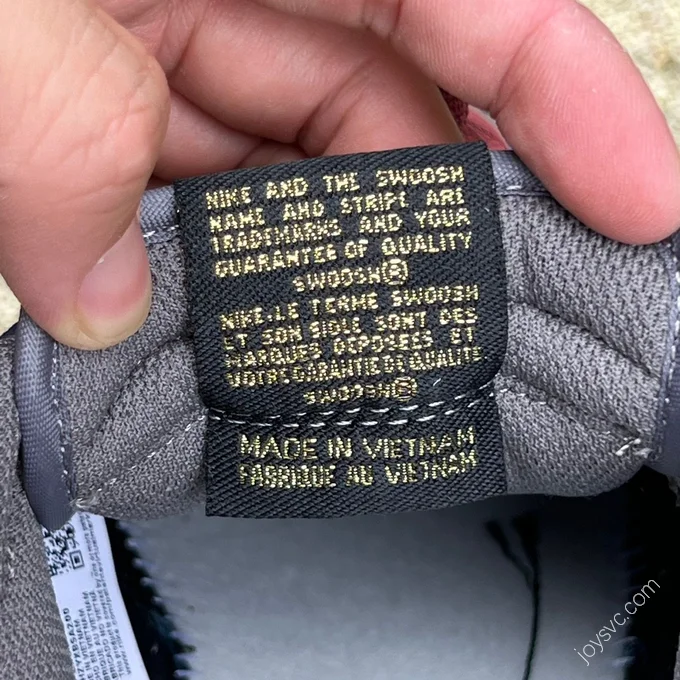 NIKE AND THE SWOOSH
NAME AND STRIPE ARE
TRADEMARKS AND YOUR
GUARANTEE OF QUALITY
SWOOSH®
NIKE.LE TERME SWOOSH
ET SON SIGLE SONT DES
MARQUES DEPOSEES ET
VOTRE GARANTIE DE QUALITE
SWOOSH®
MADE IN VIETNAM
FABRIQUE AU VIETNAM
joysvc.com